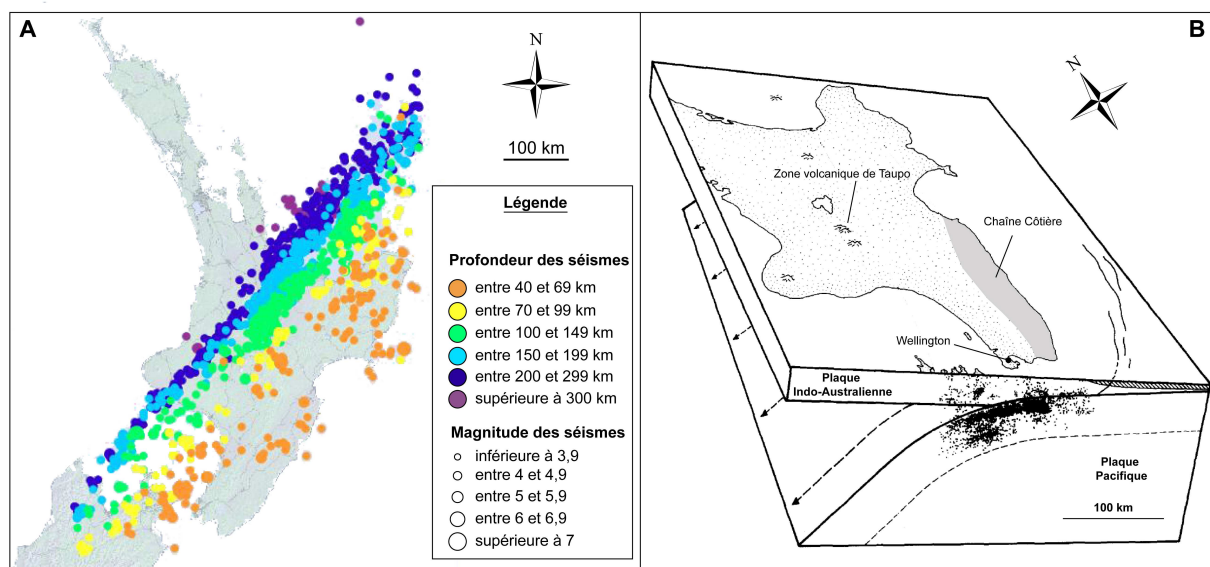 A
N
100 km
Légende
Profondeur des séismes
entre 40 et 69 km
entre 70 et 99 km
entre 100 et 149 km
entre 150 et 199 km
entre 200 et 299 km
supérieure à 300 km
Magnitude des séismes
inférieure à 3,9
entre 4 et 4,9
entre 5 et 5,9
entre 6 et 6,9
supérieure à 7
B
N
Zone volcanique de Taupo
Chaîne Côtière
Wellington
Plaque
Indo-Australienne
Plaque
Pacifique
100 km